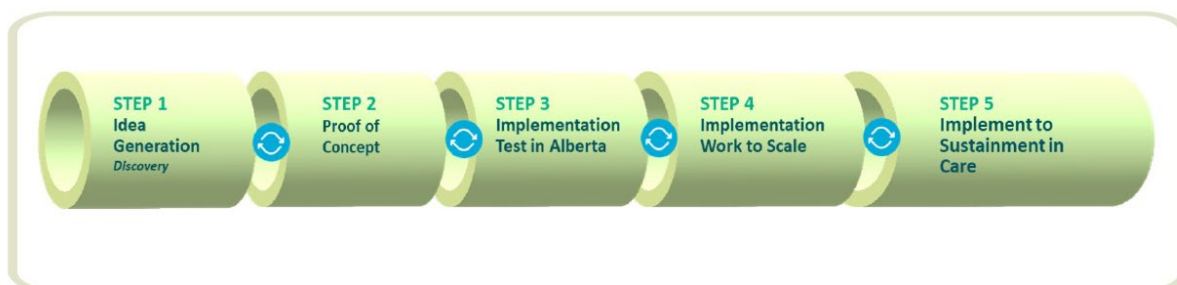 STEP 1
Idea
Generation
Discovery
STEP 2
Proof of
Concept
STEP 3
Implementation
Test in Alberta
STEP 4
Implementation
Work to Scale
STEP 5
Implement to
Sustainment in
Care